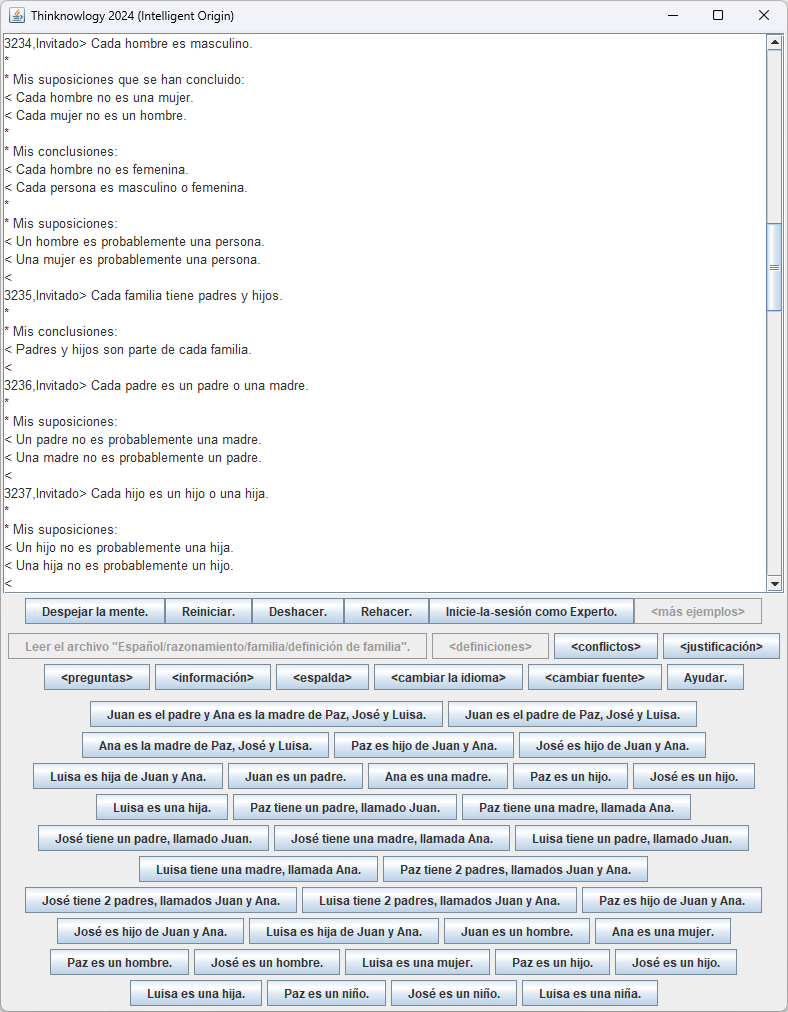 Thinknowlogy 2024 (Intelligent Origin)
3234,Invitado> Cada hombre es masculino.
*
* Mis suposiciones que se han concluido:
< Cada hombre no es una mujer.
< Cada mujer no es un hombre.
*
* Mis conclusiones:
< Cada hombre no es femenina.
< Cada persona es masculino o femenina.
*
* Mis suposiciones:
< Un hombre es probablemente una persona.
< Una mujer es probablemente una persona.
<
3235,Invitado> Cada familia tiene padres y hijos.
*
* Mis conclusiones:
< Padres y hijos son parte de cada familia.
<
3236,Invitado> Cada padre es un padre o una madre.
*
* Mis suposiciones:
< Un padre no es probablemente una madre.
< Una madre no es probablemente un padre.
<
3237,Invitado> Cada hijo es un hijo o una hija.
*
* Mis suposiciones:
< Un hijo no es probablemente una hija.
< Una hija no es probablemente un hijo.
<
Despejar la mente. Reiniciar. Deshacer. Rehacer. Inicie-la-sesión como Experto. <más ejemplos>
Leer el archivo "Español/razonamiento/familia/definición de familia". <definiciones> <conflictos> <justificación>
<preguntas> <información> <espalda> <cambiar la idioma> <cambiar fuente> Ayudar.
Juan es el padre y Ana es la madre de Paz, José y Luisa. Juan es el padre de Paz, José y Luisa.
Ana es la madre de Paz, José y Luisa. Paz es hijo de Juan y Ana. José es hijo de Juan y Ana.
Luisa es hija de Juan y Ana. Juan es un padre. Ana es una madre. Paz es un hijo. José es un hijo.
Luisa es una hija. Paz tiene un padre, llamado Juan. Paz tiene una madre, llamada Ana.
José tiene un padre, llamado Juan. José tiene una madre, llamada Ana. Luisa tiene un padre, llamado Juan.
Luisa tiene una madre, llamada Ana. Paz tiene 2 padres, llamados Juan y Ana.
José tiene 2 padres, llamados Juan y Ana. Luisa tiene 2 padres, llamados Juan y Ana. Paz es hijo de Juan y Ana.
José es hijo de Juan y Ana. Luisa es hija de Juan y Ana. Juan es un hombre. Ana es una mujer.
Paz es un hombre. José es un hombre. Luisa es una mujer. Paz es un hijo. José es un hijo.
Luisa es una hija. Paz es un niño. José es un niño. Luisa es una niña.